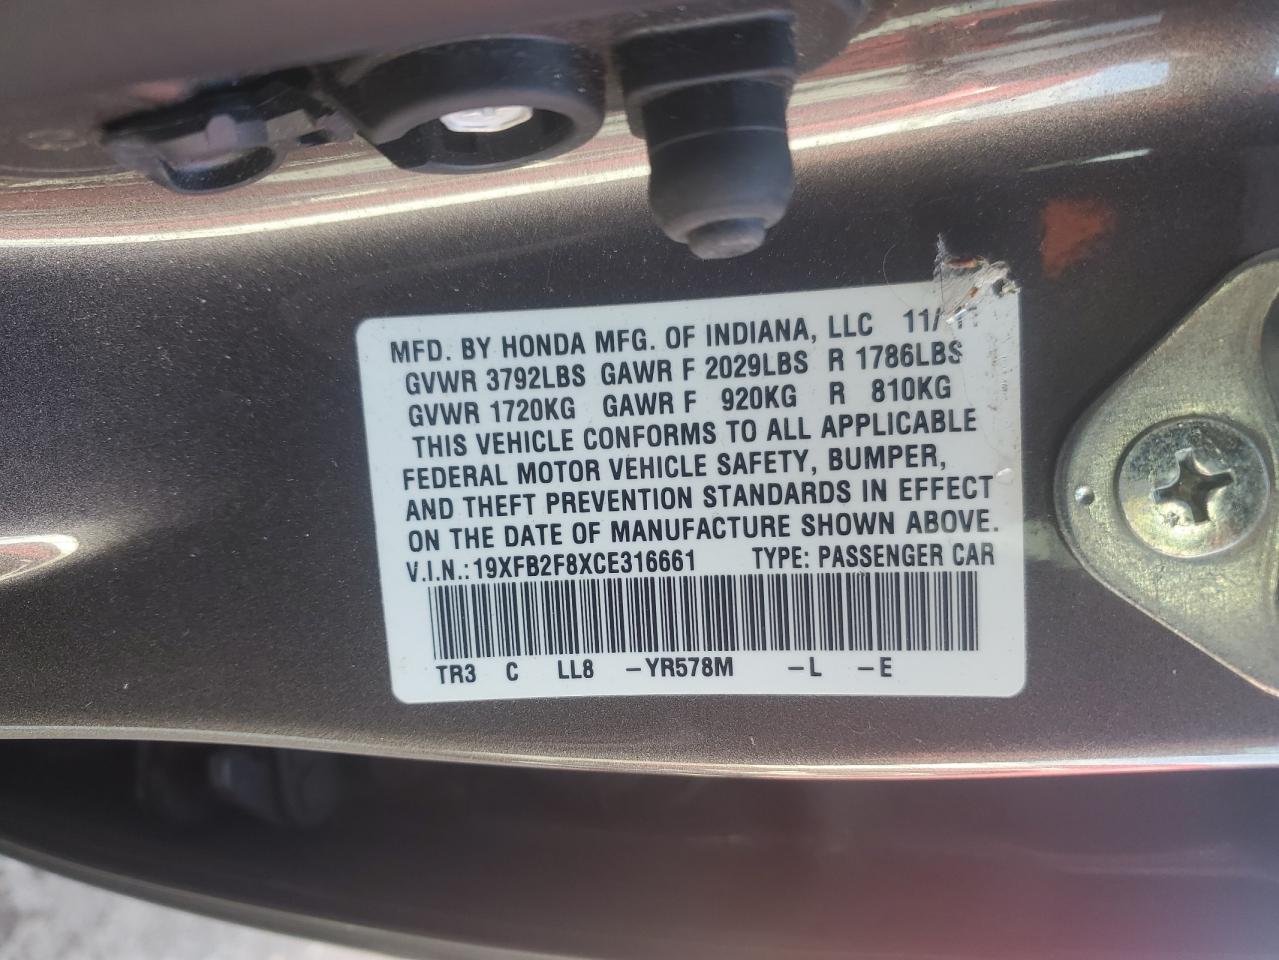 MFD. BY HONDA MFG. OF INDIANA, LLC 11/11
GVWR 3792LBS GAWR F 2029LBS R 1786LBS
GVWR 1720KG GAWR F 920KG R 810KG
THIS VEHICLE CONFORMS TO ALL APPLICABLE
FEDERAL MOTOR VEHICLE SAFETY, BUMPER,
AND THEFT PREVENTION STANDARDS IN EFFECT
ON THE DATE OF MANUFACTURE SHOWN ABOVE.
V.I.N.:19XFB2F8XCE316661 TYPE: PASSENGER CAR
TR3 C LL8 –YR578M –L –E